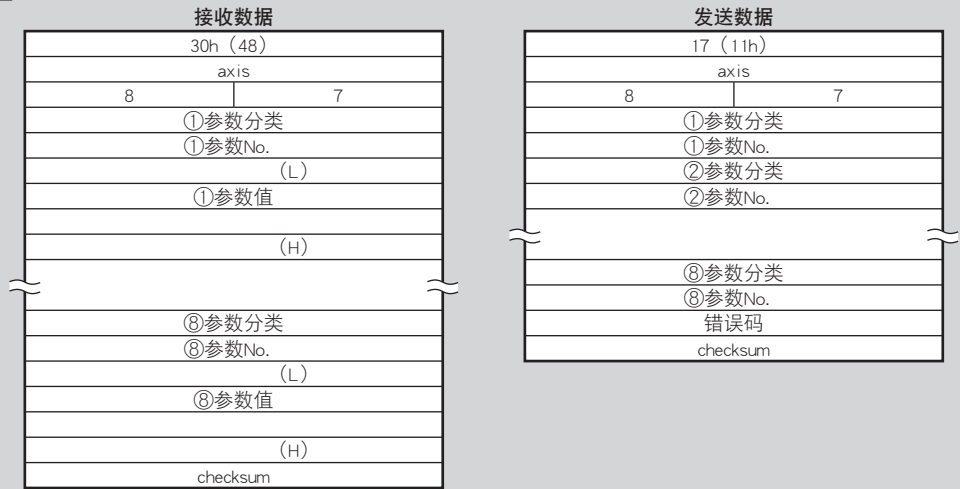 接收数据
30h（48）
axis
8 7
①参数分类
①参数No.
（L）
①参数值
（H）
⑧参数分类
⑧参数No.
（L）
⑧参数值
（H）
checksum
发送数据
17（11h）
axis
8 7
①参数分类
①参数No.
②参数分类
②参数No.
⑧参数分类
⑧参数No.
错误码
checksum